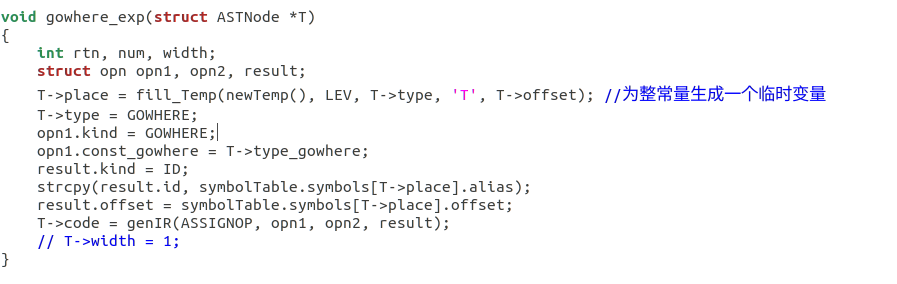 void gowhere_exp(struct ASTNode *T)
{
    int rtn, num, width;
    struct opn opn1, opn2, result;
    T->place = fill_Temp(newTemp(), LEV, T->type, 'T', T->offset); //为整常量生成一个临时变量
    T->type = GOWHERE;
    opn1.kind = GOWHERE;
    opn1.const_gowhere = T->type_gowhere;
    result.kind = ID;
    strcpy(result.id, symbolTable.symbols[T->place].alias);
    result.offset = symbolTable.symbols[T->place].offset;
    T->code = genIR(ASSIGNOP, opn1, opn2, result);
    // T->width = 1;
}